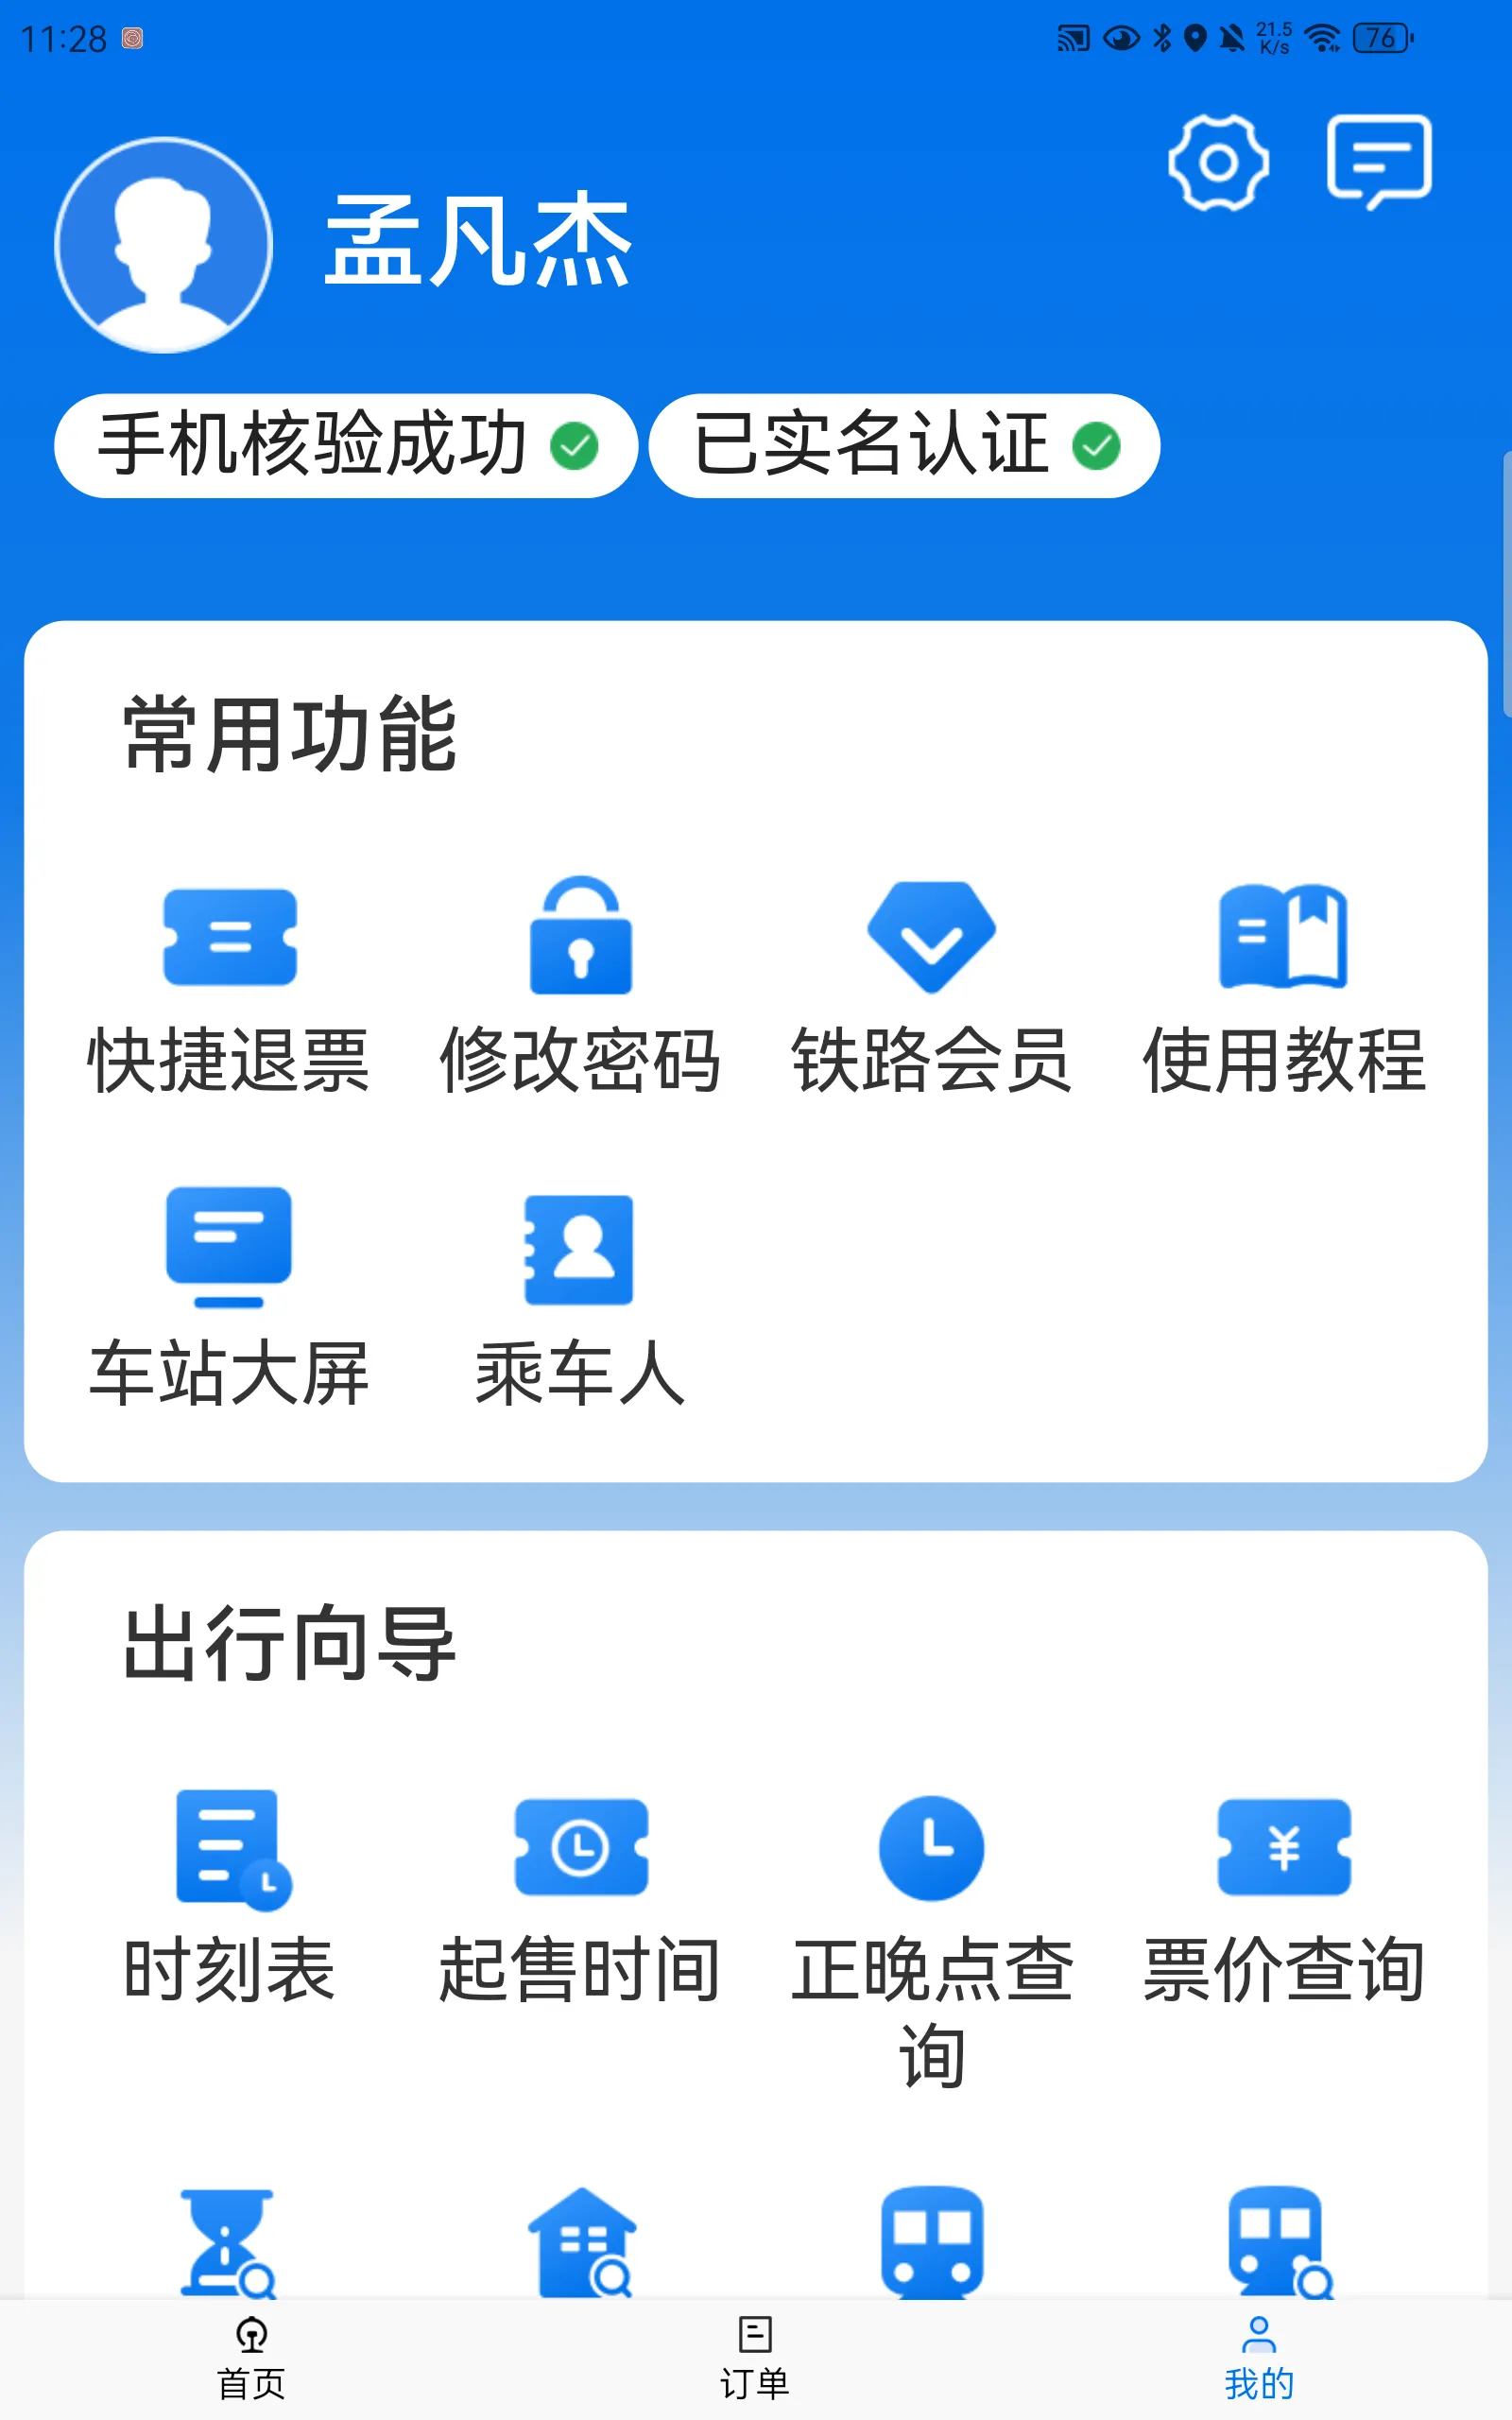 11:28
21.5
K/s
76
孟凡杰
手机核验成功 已实名认证
常用功能
快捷退票 修改密码 铁路会员 使用教程
车站大屏 乘车人
出行向导
时刻表 起售时间 正晚点查询 票价查询
首页 订单 我的